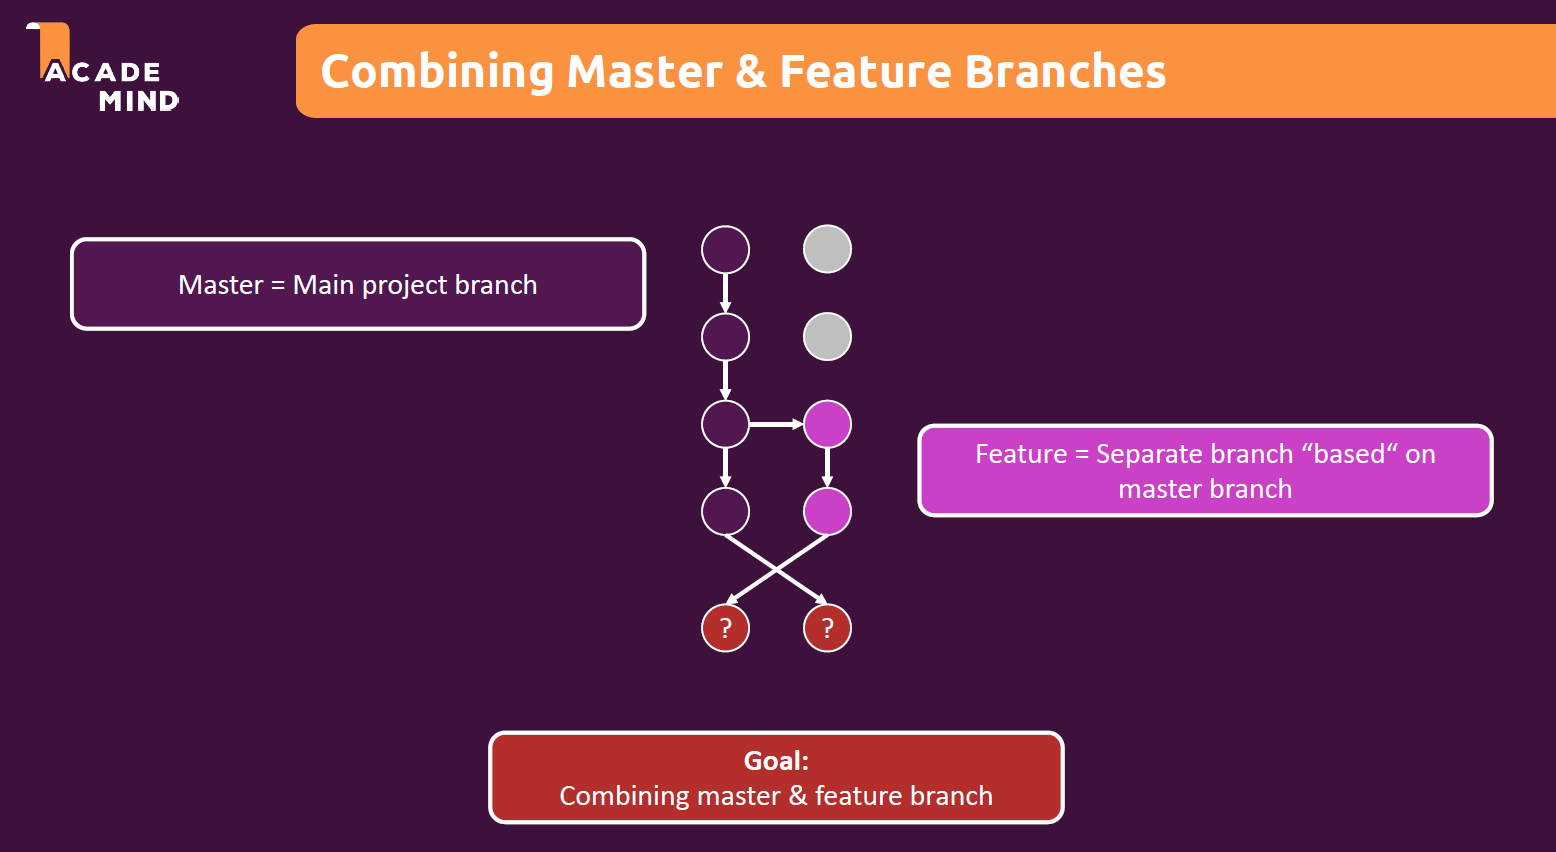 ACADE
MIND
Combining Master & Feature Branches
Master = Main project branch
Feature = Separate branch “based“ on
master branch
?
?
Goal:
Combining master & feature branch